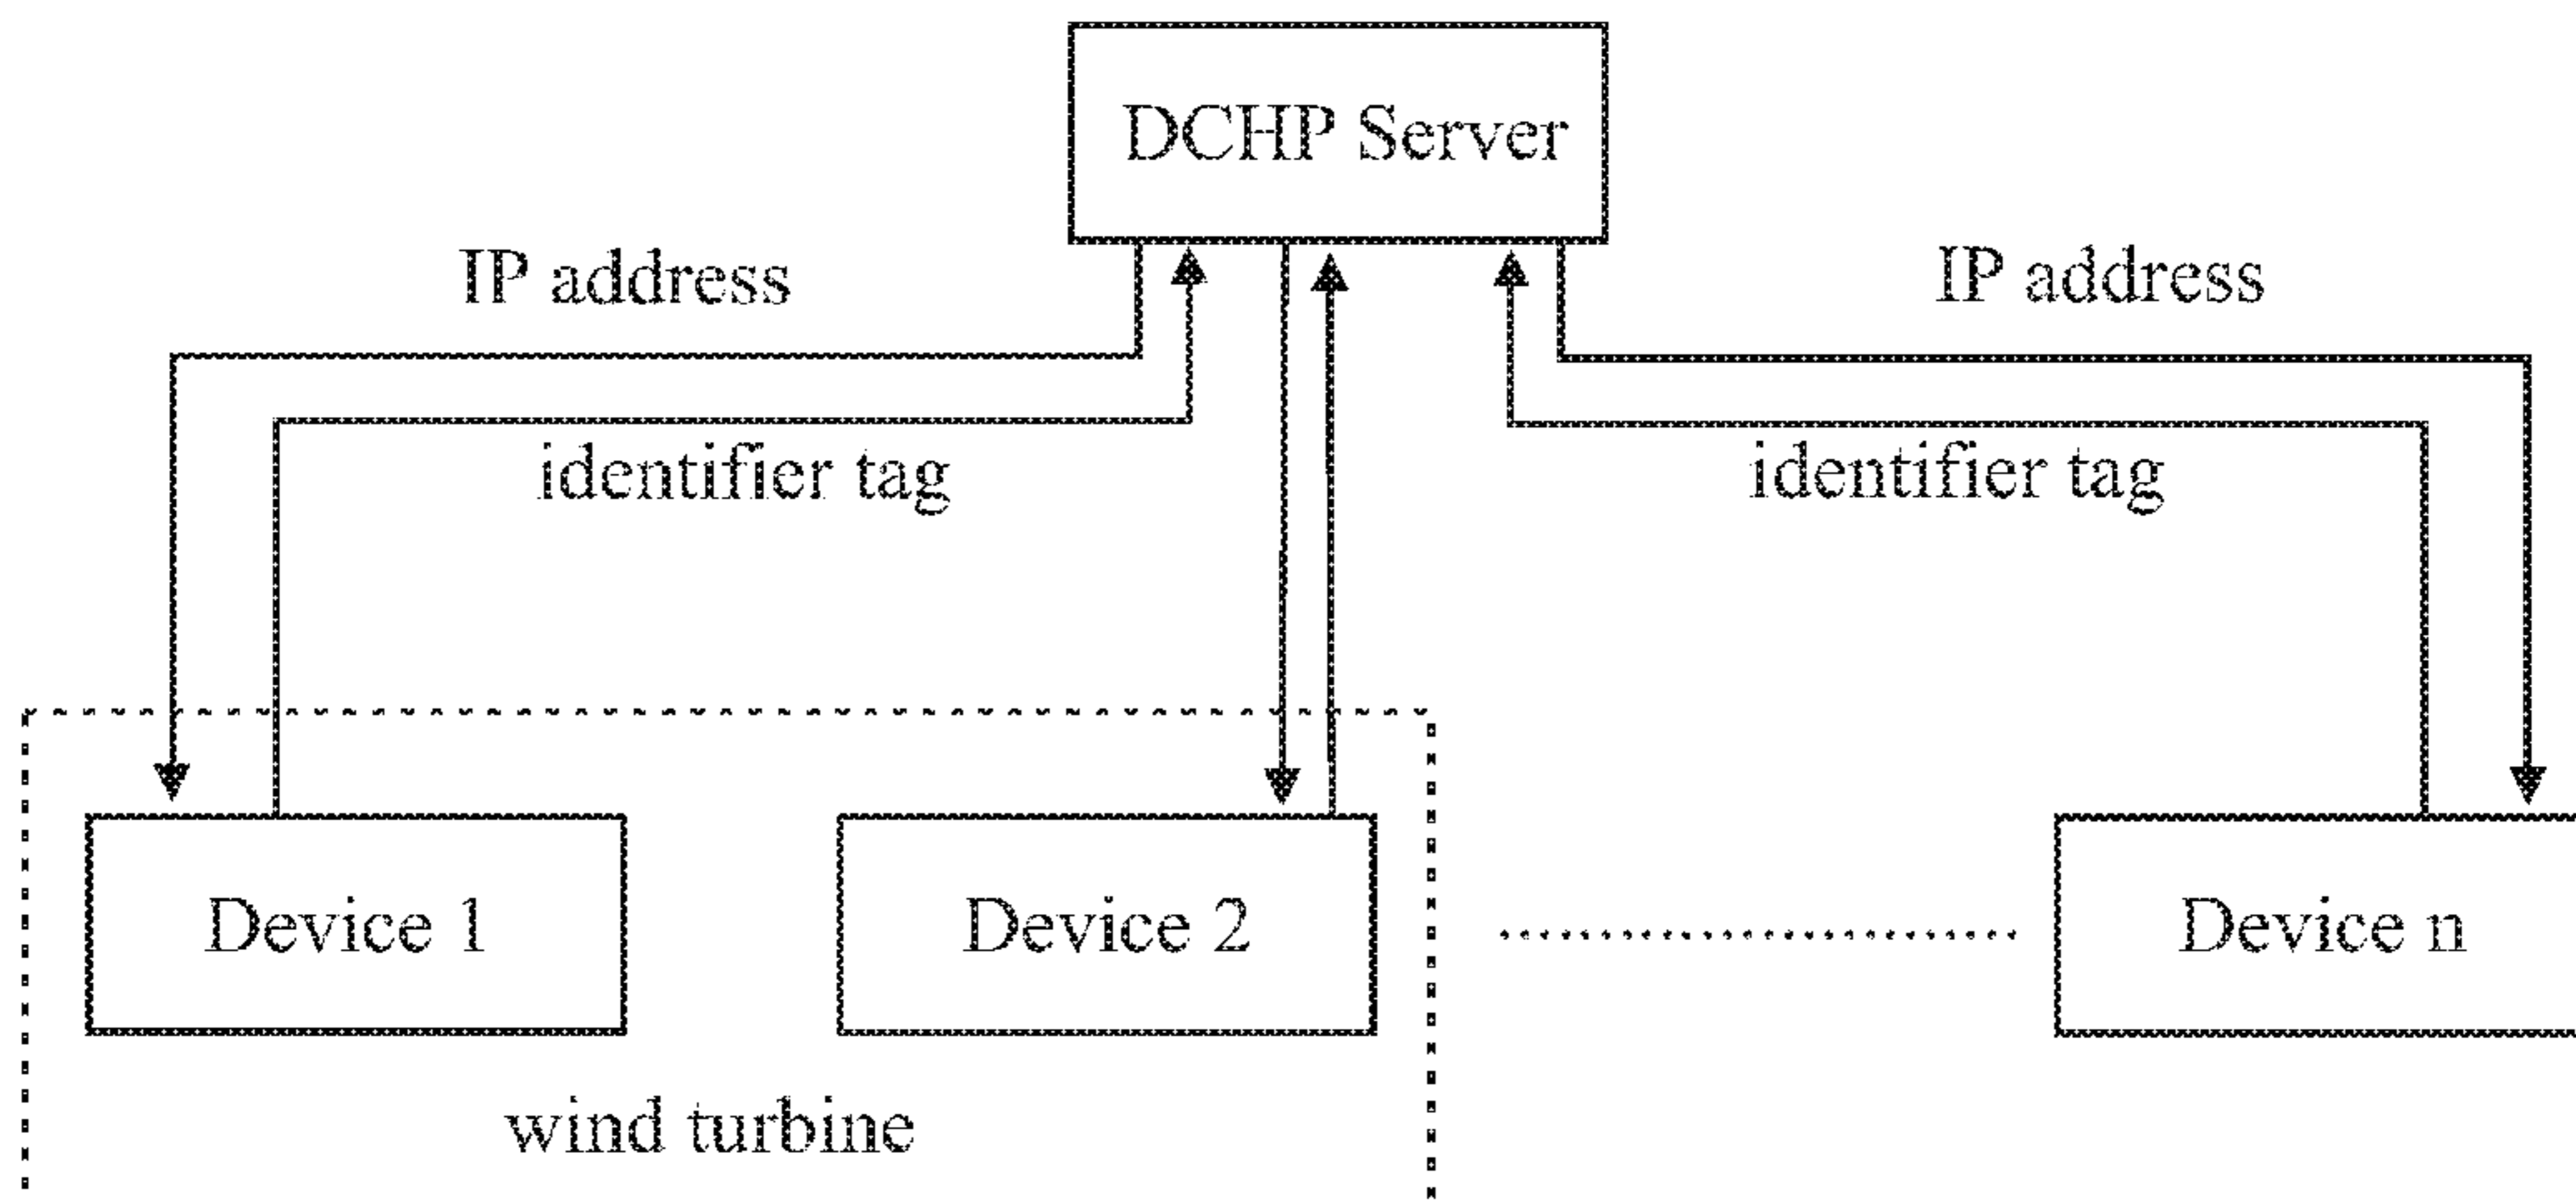 DCHP Server
IP address
IP address
identifier tag
identifier tag
Device 1
Device 2
Device n
wind turbine